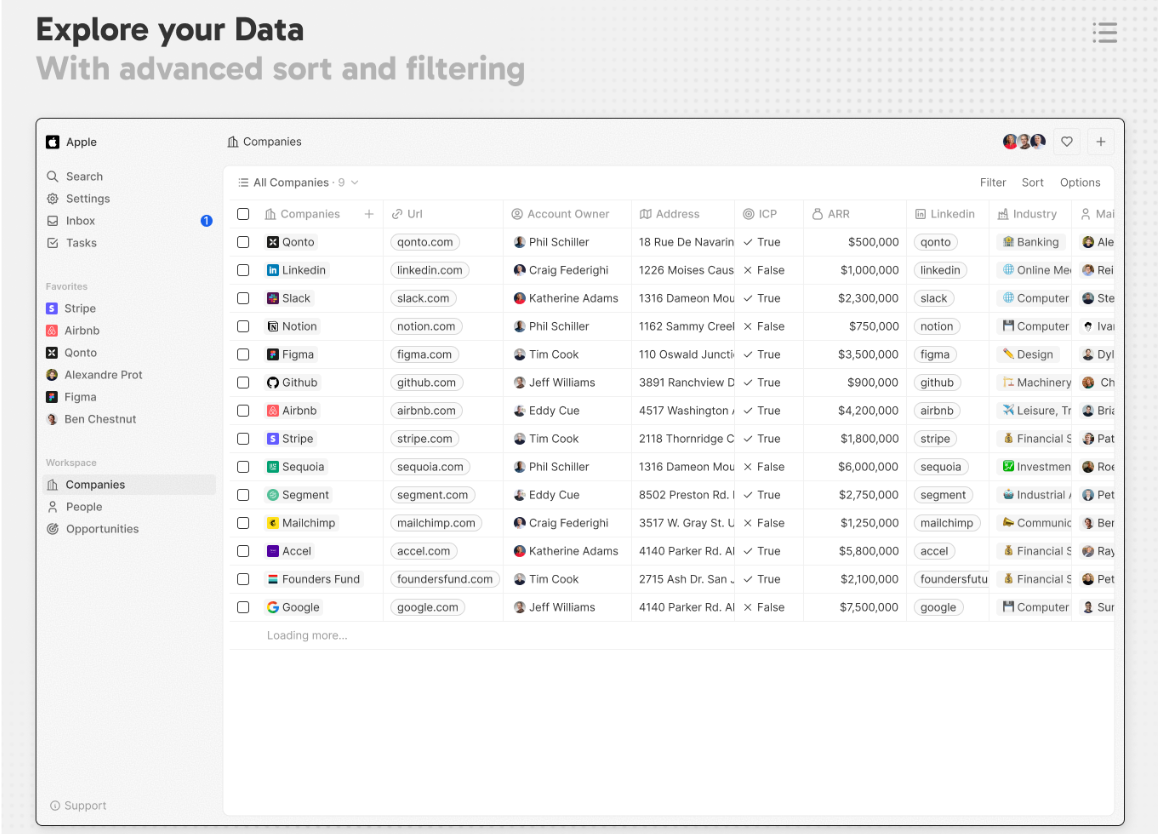 Explore your Data
With advanced sort and filtering
Apple
Companies
Search
Settings
Inbox 1
Tasks
Favorites
Stripe
Airbnb
Qonto
Alexandre Prot
Figma
Ben Chestnut
Workspace
Companies
People
Opportunities
Support
All Companies · 9
Filter Sort Options
Companies Url Account Owner Address ICP ARR Linkedin Industry Mai
Qonto qonto.com Phil Schiller 18 Rue De Navarin True $500,000 qonto Banking Ale
Linkedin linkedin.com Craig Federighi 1226 Moises Caus False $1,000,000 linkedin Online Me Rei
Slack slack.com Katherine Adams 1316 Dameon Mou True $2,300,000 slack Computer Ste
Notion notion.com Phil Schiller 1162 Sammy Creel False $750,000 notion Computer Ivan
Figma figma.com Tim Cook 110 Oswald Juncti True $3,500,000 figma Design Dyl
Github github.com Jeff Williams 3891 Ranchview D True $900,000 github Machinery Ch
Airbnb airbnb.com Eddy Cue 4517 Washington A True $4,200,000 airbnb Leisure, Tr Bria
Stripe stripe.com Tim Cook 2118 Thornridge C True $1,800,000 stripe Financial S Pat
Sequoia sequoia.com Phil Schiller 1316 Dameon Mou False $6,000,000 sequoia Investmen Roe
Segment segment.com Eddy Cue 8502 Preston Rd. I True $2,750,000 segment Industrial A Pet
Mailchimp mailchimp.com Craig Federighi 3517 W. Gray St. U False $1,250,000 mailchimp Communic Ber
Accel accel.com Katherine Adams 4140 Parker Rd. Al True $5,800,000 accel Financial S Ray
Founders Fund foundersfund.com Tim Cook 2715 Ash Dr. San J True $2,100,000 foundersfutu Financial S Pet
Google google.com Jeff Williams 4140 Parker Rd. Al False $7,500,000 google Computer Sur
Loading more...